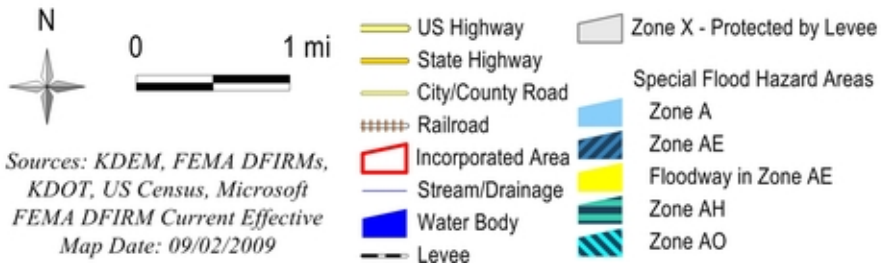 N
0 1 mi
Sources: KDEM, FEMA DFIRMs,
KDOT, US Census, Microsoft
FEMA DFIRM Current Effective
Map Date: 09/02/2009
US Highway
State Highway
City/County Road
Railroad
Incorporated Area
Stream/Drainage
Water Body
Levee
Zone X - Protected by Levee
Special Flood Hazard Areas
Zone A
Zone AE
Floodway in Zone AE
Zone AH
Zone AO